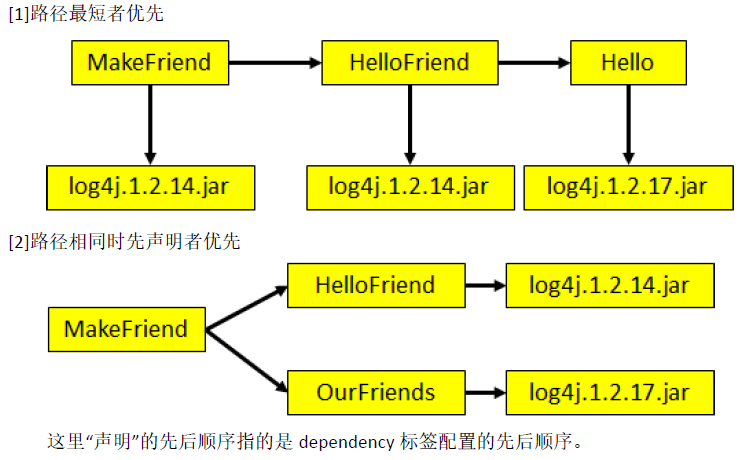 [1]路径最短者优先
MakeFriend
HelloFriend
Hello
log4j.1.2.14.jar
log4j.1.2.14.jar
log4j.1.2.17.jar
[2]路径相同时先声明者优先
HelloFriend
log4j.1.2.14.jar
MakeFriend
OurFriends
log4j.1.2.17.jar
这里“声明”的先后顺序指的是 dependency 标签配置的先后顺序。